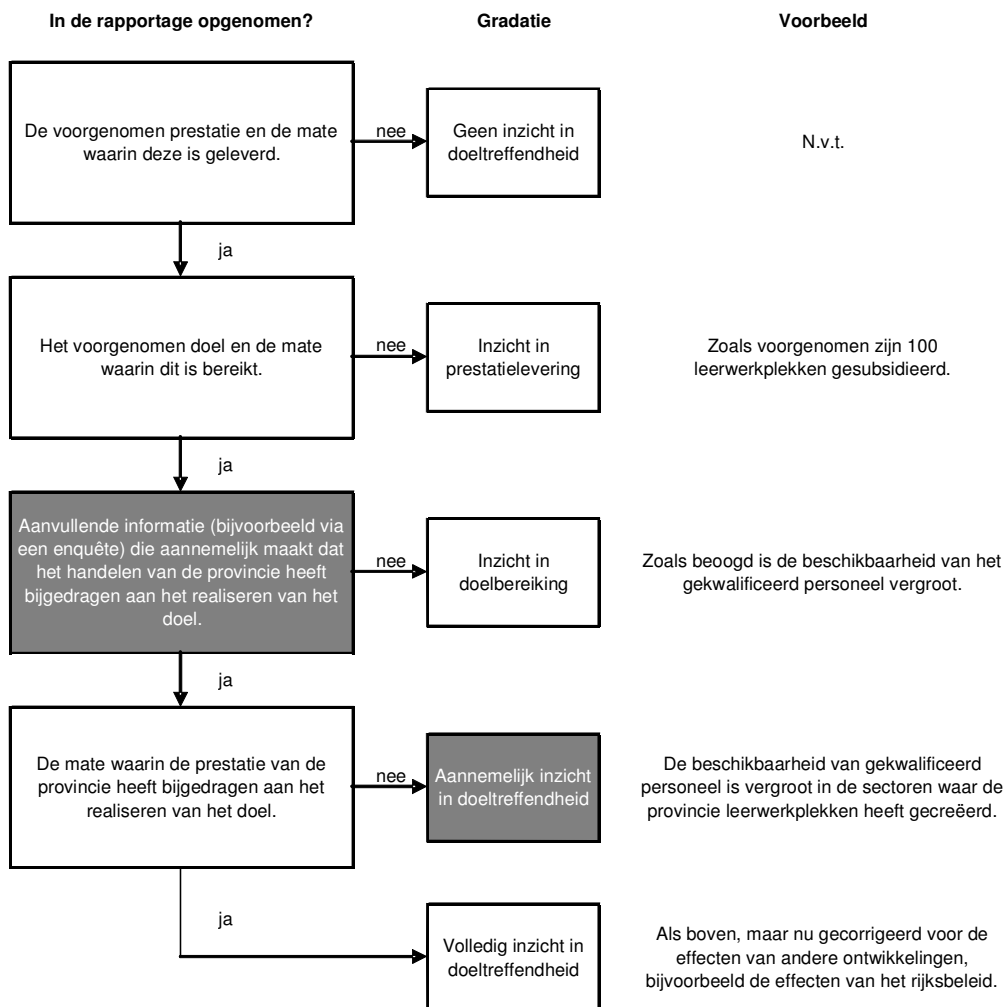 In de rapportage opgenomen?
Gradatie
Voorbeeld
De voorgenomen prestatie en de mate
waarin deze is geleverd.
nee
Geen inzicht in
doeltreffendheid
N.v.t.
ja
Het voorgenomen doel en de mate
waarin dit is bereikt.
nee
Inzicht in
prestatielevering
Zoals voorgenomen zijn 100
leerwerkplekken gesubsidieerd.
ja
Aanvullende informatie (bijvoorbeeld via
een enquête) die aannemelijk maakt dat
het handelen van de provincie heeft
bijgedragen aan het realiseren van het
doel.
nee
Inzicht in
doelbereiking
Zoals beoogd is de beschikbaarheid van het
gekwalificeerd personeel vergroot.
ja
De mate waarin de prestatie van de
provincie heeft bijgedragen aan het
realiseren van het doel.
nee
Aannemelijk inzicht
in doeltreffendheid
De beschikbaarheid van gekwalificeerd
personeel is vergroot in de sectoren waar de
provincie leerwerkplekken heeft gecreëerd.
ja
Volledig inzicht in
doeltreffendheid
Als boven, maar nu gecorrigeerd voor de
effecten van andere ontwikkelingen,
bijvoorbeeld de effecten van het rijksbeleid.